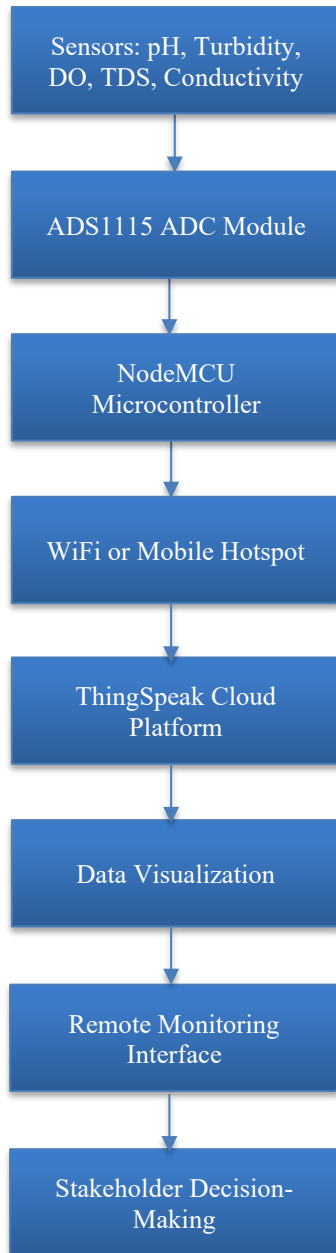 Sensors: pH, Turbidity,
DO, TDS, Conductivity
ADS1115 ADC Module
NodeMCU
Microcontroller
WiFi or Mobile Hotspot
ThingSpeak Cloud
Platform
Data Visualization
Remote Monitoring
Interface
Stakeholder Decision-
Making